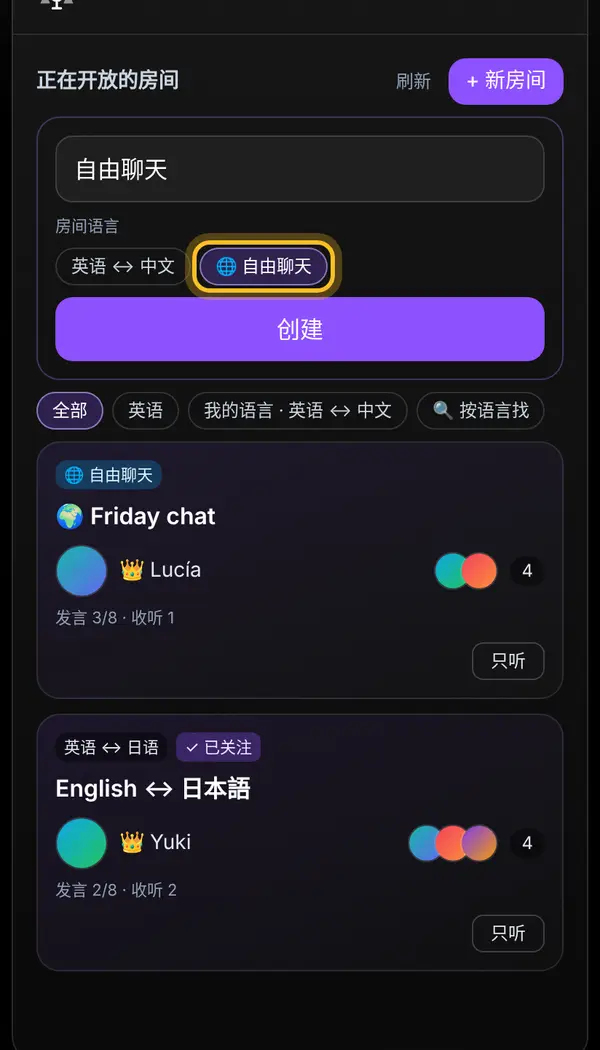 正在开放的房间
刷新
+ 新房间
自由聊天
房间语言
英语 ↔ 中文
🌐 自由聊天
创建
全部
英语
我的语言 · 英语 ↔ 中文
🔍 按语言找
🌐 自由聊天
🌍 Friday chat
👑 Lucía
4
发言 3/8 · 收听 1
只听
英语 ↔ 日语
✓ 已关注
English ↔ 日本語
👑 Yuki
4
发言 2/8 · 收听 2
只听